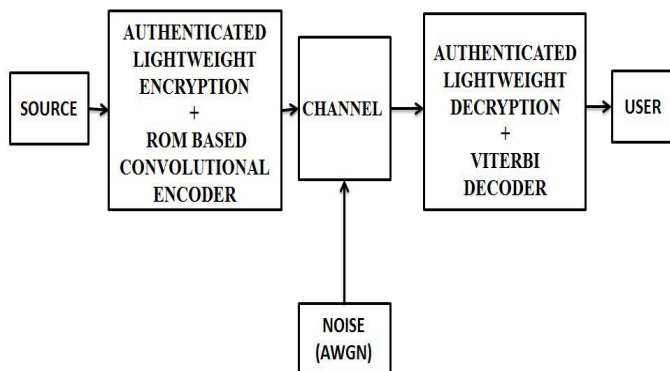 SOURCE
AUTHENTICATED
LIGHTWEIGHT
ENCRYPTION
+
ROM BASED
CONVOLUTIONAL
ENCODER
CHANNEL
AUTHENTICATED
LIGHTWEIGHT
DECRYPTION
+
VITERBI
DECODER
USER
NOISE
(AWGN)